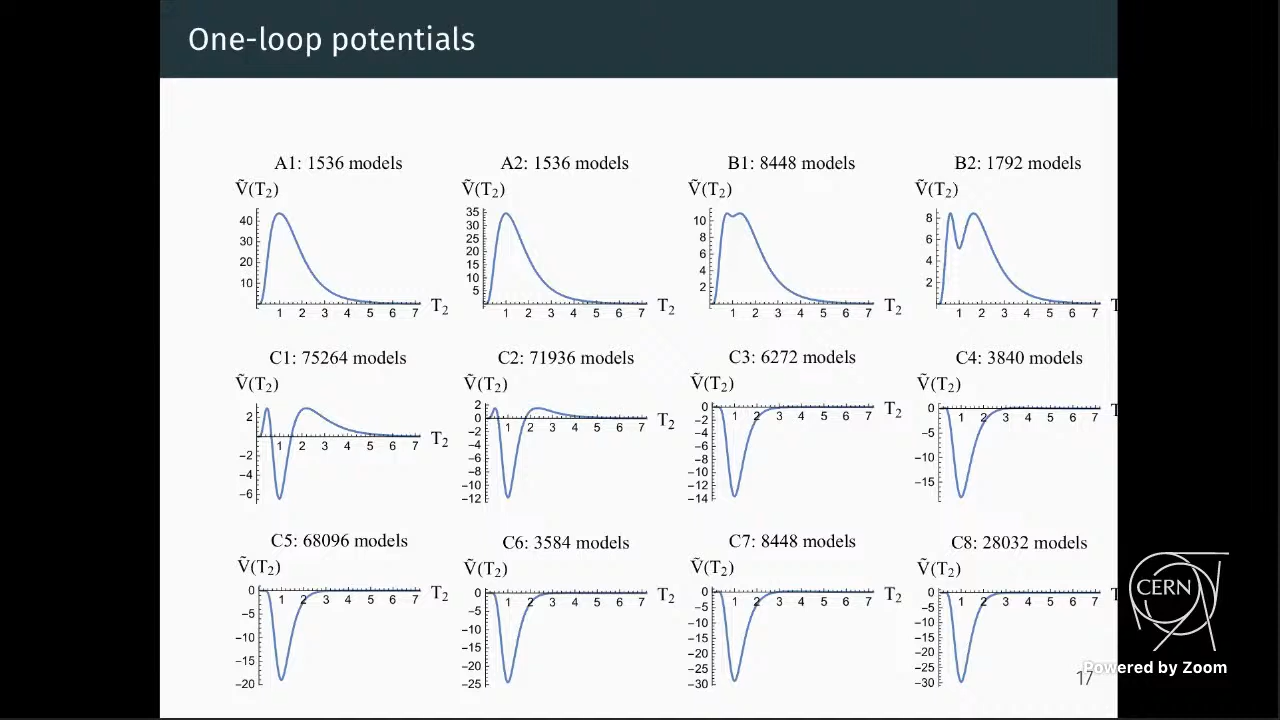 One-loop potentials
A1: 1536 models
A2: 1536 models
B1: 8448 models
B2: 1792 models
Ṽ(T₂)
Ṽ(T₂)
Ṽ(T₂)
Ṽ(T₂)
40
30
20
10
1 2 3 4 5 6 7
T₂
35
30
25
20
15
10
5
1 2 3 4 5 6 7
T₂
10
8
6
4
2
1 2 3 4 5 6 7
T₂
8
6
4
2
1 2 3 4 5 6 7
T
C1: 75264 models
C2: 71936 models
C3: 6272 models
C4: 3840 models
Ṽ(T₂)
Ṽ(T₂)
Ṽ(T₂)
Ṽ(T₂)
2
−2
−4
−6
1 2 3 4 5 6 7
T₂
2
0
−2
−4
−6
−8
−10
−12
1 2 3 4 5 6 7
T₂
0
−2
−4
−6
−8
−10
−12
−14
1 2 3 4 5 6 7
T₂
0
−5
−10
−15
1 2 3 4 5 6 7
T
C5: 68096 models
C6: 3584 models
C7: 8448 models
C8: 28032 models
Ṽ(T₂)
Ṽ(T₂)
Ṽ(T₂)
Ṽ(T₂)
0
−5
−10
−15
−20
1 2 3 4 5 6 7
T₂
0
−5
−10
−15
−20
−25
1 2 3 4 5 6 7
T₂
0
−5
−10
−15
−20
−25
−30
1 2 3 4 5 6 7
T₂
0
−5
−10
−15
−20
−25
−30
1 2 3 4 5 6 7
T
CERN
Powered by Zoom
17